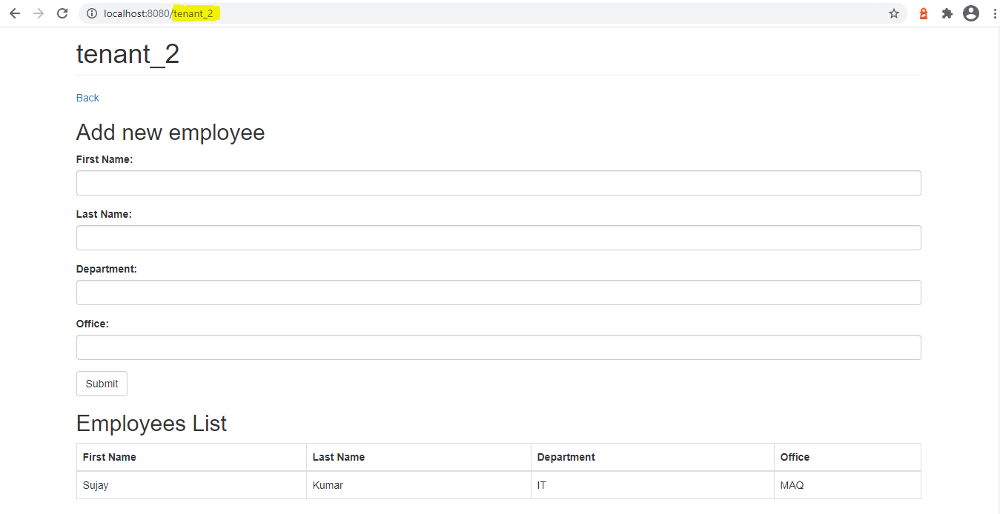 localhost:8080/tenant_2
tenant_2
Back
Add new employee
First Name:
Last Name:
Department:
Office:
Submit
Employees List
First Name Last Name Department Office
Sujay Kumar IT MAQ